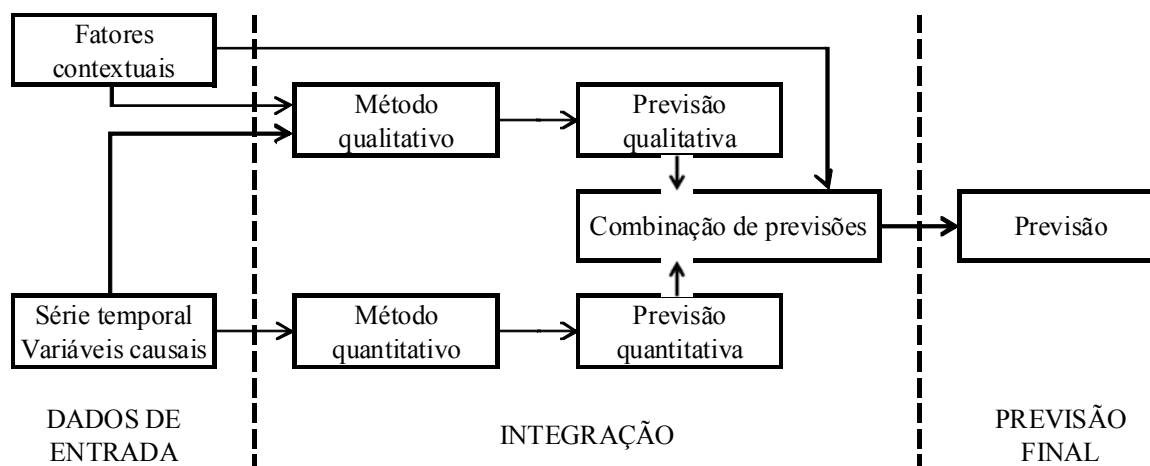 Fatores
contextuais
Método
qualitativo
Previsão
qualitativa
Combinação de previsões
Previsão
Série temporal
Variáveis causais
Método
quantitativo
Previsão
quantitativa
DADOS DE
ENTRADA
INTEGRAÇÃO
PREVISÃO
FINAL